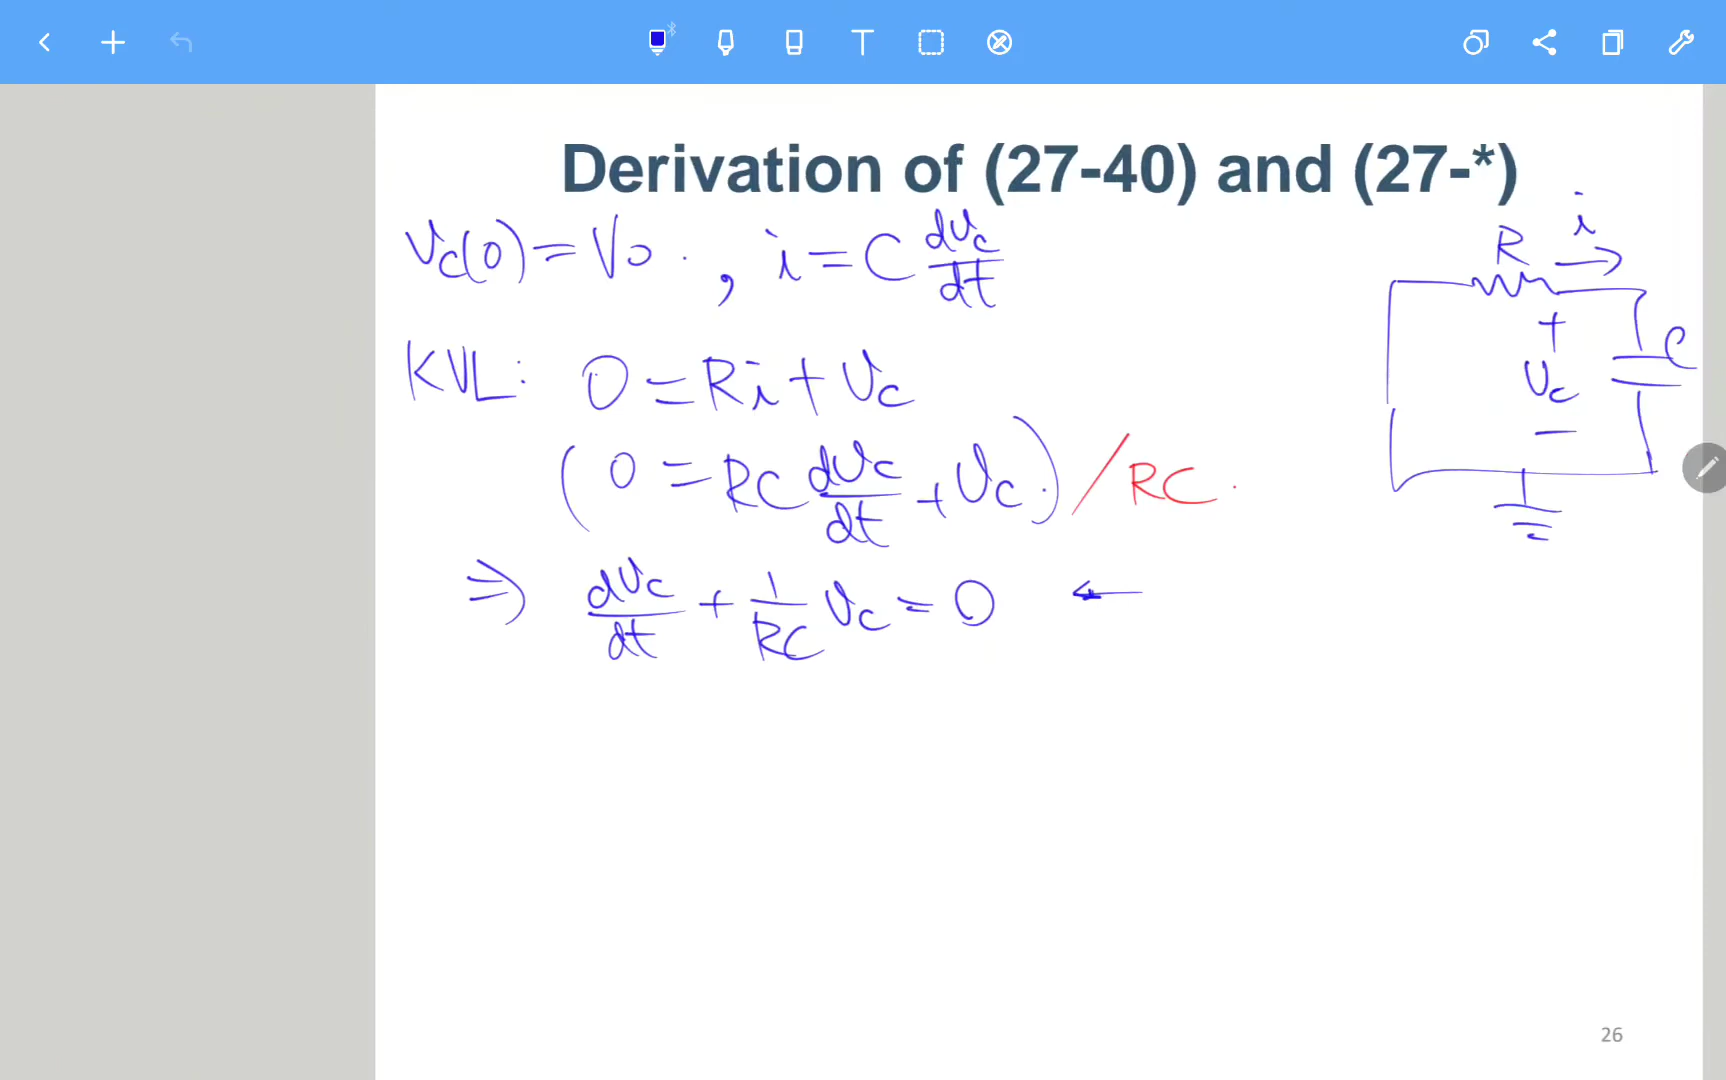 Derivation of (27-40) and (27-*)
Vc(0) = V0. , i = C dVc/dt
KVL: 0 = Ri + Vc
(0 = RC dVc/dt + Vc.) / RC.
⇒ dVc/dt + 1/RC Vc = 0 ←
R i →
+
Vc
−
C
26